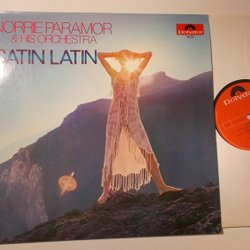 NORRIE PARAMOR
& HIS ORCHESTRA
SATIN LATIN
Polydor
Polydor